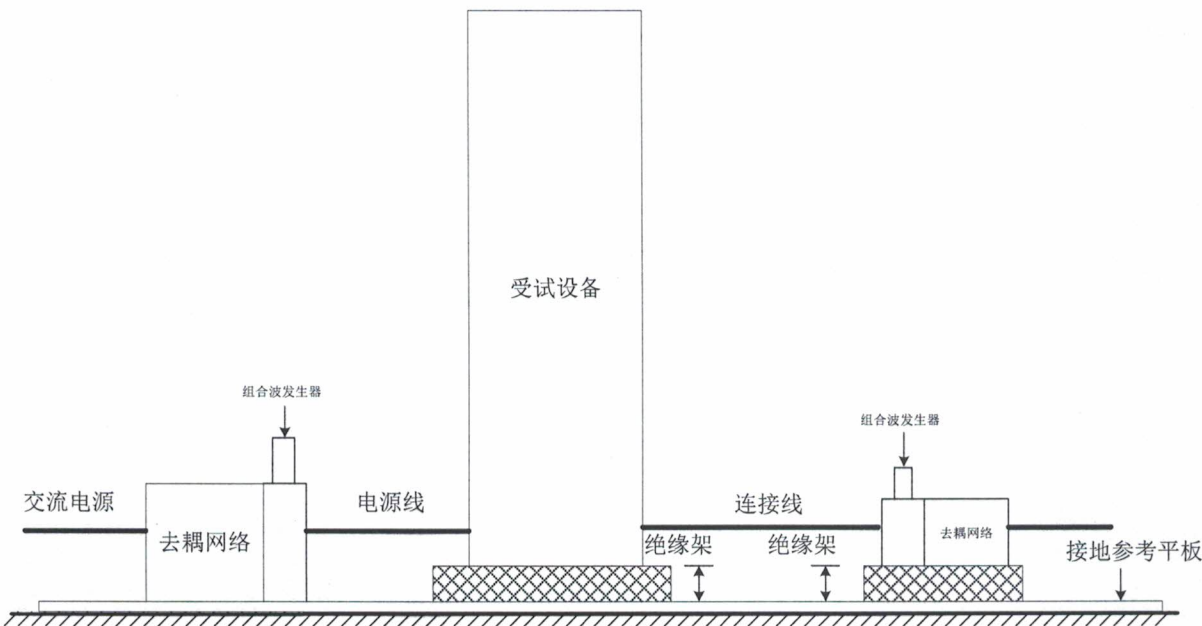 受试设备
组合波发生器
组合波发生器
交流电源
电源线
连接线
去耦网络
去耦网络
绝缘架
绝缘架
接地参考平板